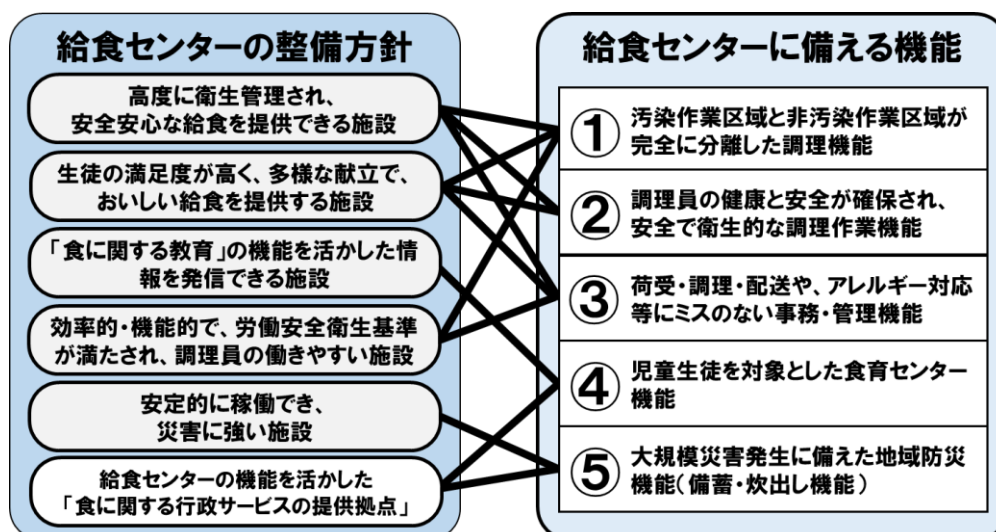 給食センターの整備方針
高度に衛生管理され、
安全安心な給食を提供できる施設
生徒の満足度が高く、多様な献立で、
おいしい給食を提供する施設
「食に関する教育」の機能を活かした情
報を発信できる施設
効率的・機能的で、労働安全衛生基準
が満たされ、調理員の働きやすい施設
安定的に稼働でき、
災害に強い施設
給食センターの機能を活かした
「食に関する行政サービスの提供拠点」
給食センターに備える機能
① 汚染作業区域と非汚染作業区域が
完全に分離した調理機能
② 調理員の健康と安全が確保され、
安全で衛生的な調理作業機能
③ 荷受・調理・配送や、アレルギー対応
等にミスのない事務・管理機能
④ 児童生徒を対象とした食育センター
機能
⑤ 大規模災害発生に備えた地域防災
機能（備蓄・炊出し機能）